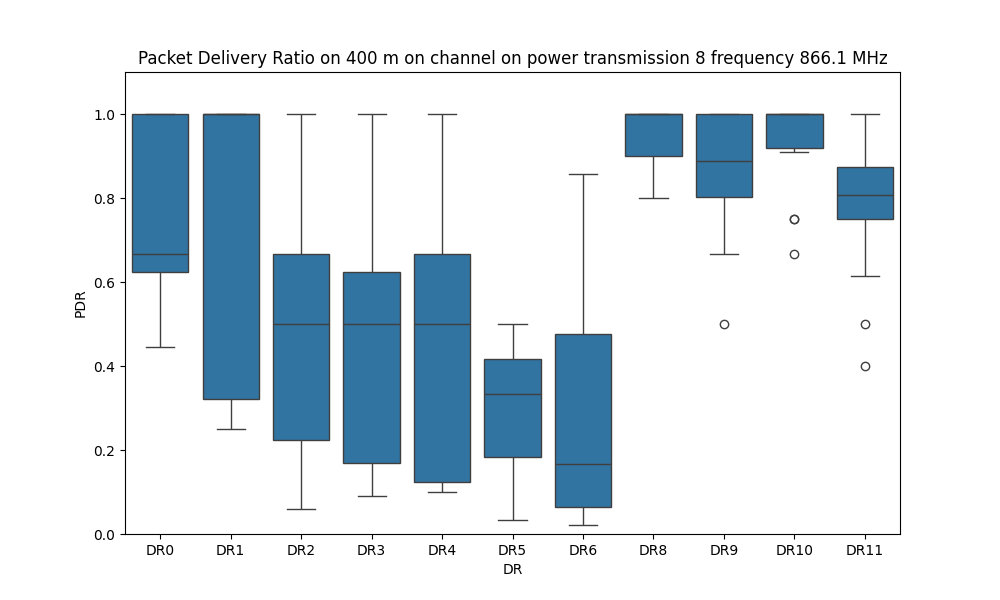 Packet Delivery Ratio on 400 m on channel on power transmission 8 frequency 866.1 MHz
1.0
0.8
0.6
0.4
0.2
0.0
PDR
DR0 DR1 DR2 DR3 DR4 DR5 DR6 DR8 DR9 DR10 DR11
DR